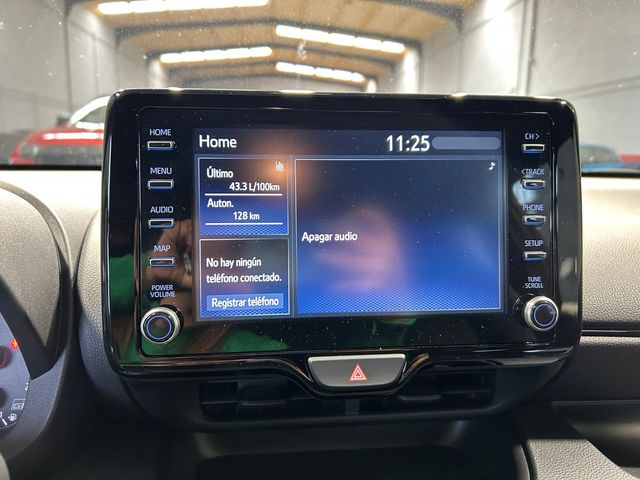 HOME
MENU
AUDIO
MAP
POWER
VOLUME
Home
11:25
Último
43.3 L/100km
Auton.
128 km
No hay ningún
teléfono conectado.
Registrar teléfono
Apagar audio
CH >
< TRACK
PHONE
SETUP
TUNE
SCROLL